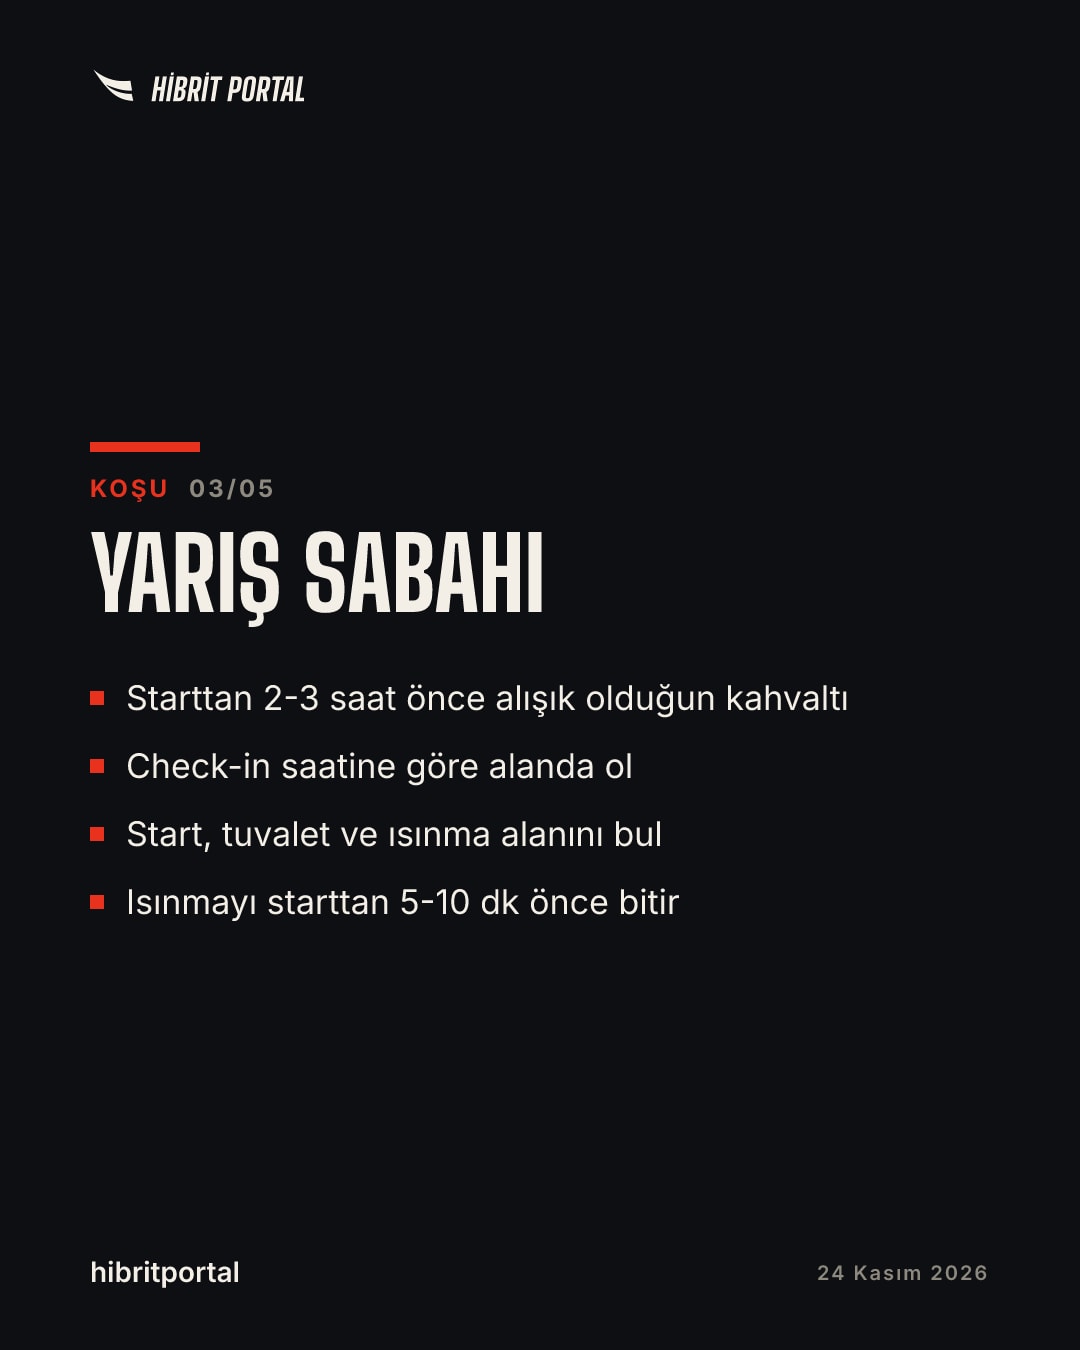 HİBRİT PORTAL
KOŞU 03/05
YARIŞ SABAHI
Starttan 2-3 saat önce alışık olduğun kahvaltı
Check-in saatine göre alanda ol
Start, tuvalet ve ısınma alanını bul
Isınmayı starttan 5-10 dk önce bitir
hibritportal
24 Kasım 2026